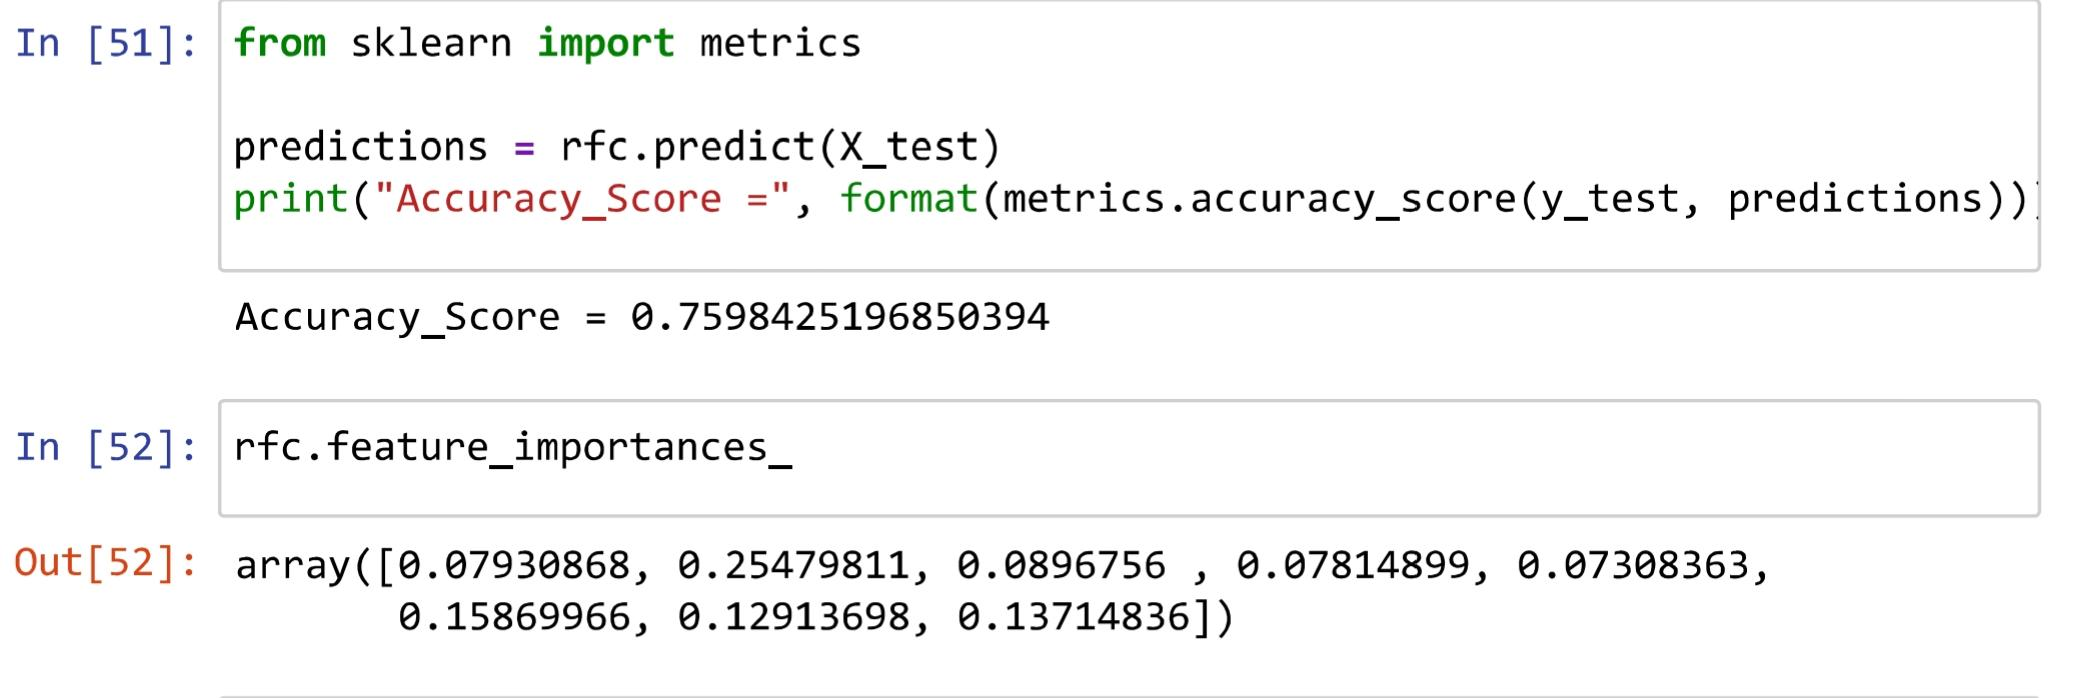 In [51]: from sklearn import metrics
predictions = rfc.predict(X_test)
print("Accuracy_Score =", format(metrics.accuracy_score(y_test, predictions)))
Accuracy_Score = 0.7598425196850394
In [52]: rfc.feature_importances_
Out[52]: array([0.07930868, 0.25479811, 0.0896756 , 0.07814899, 0.07308363,
0.15869966, 0.12913698, 0.13714836])